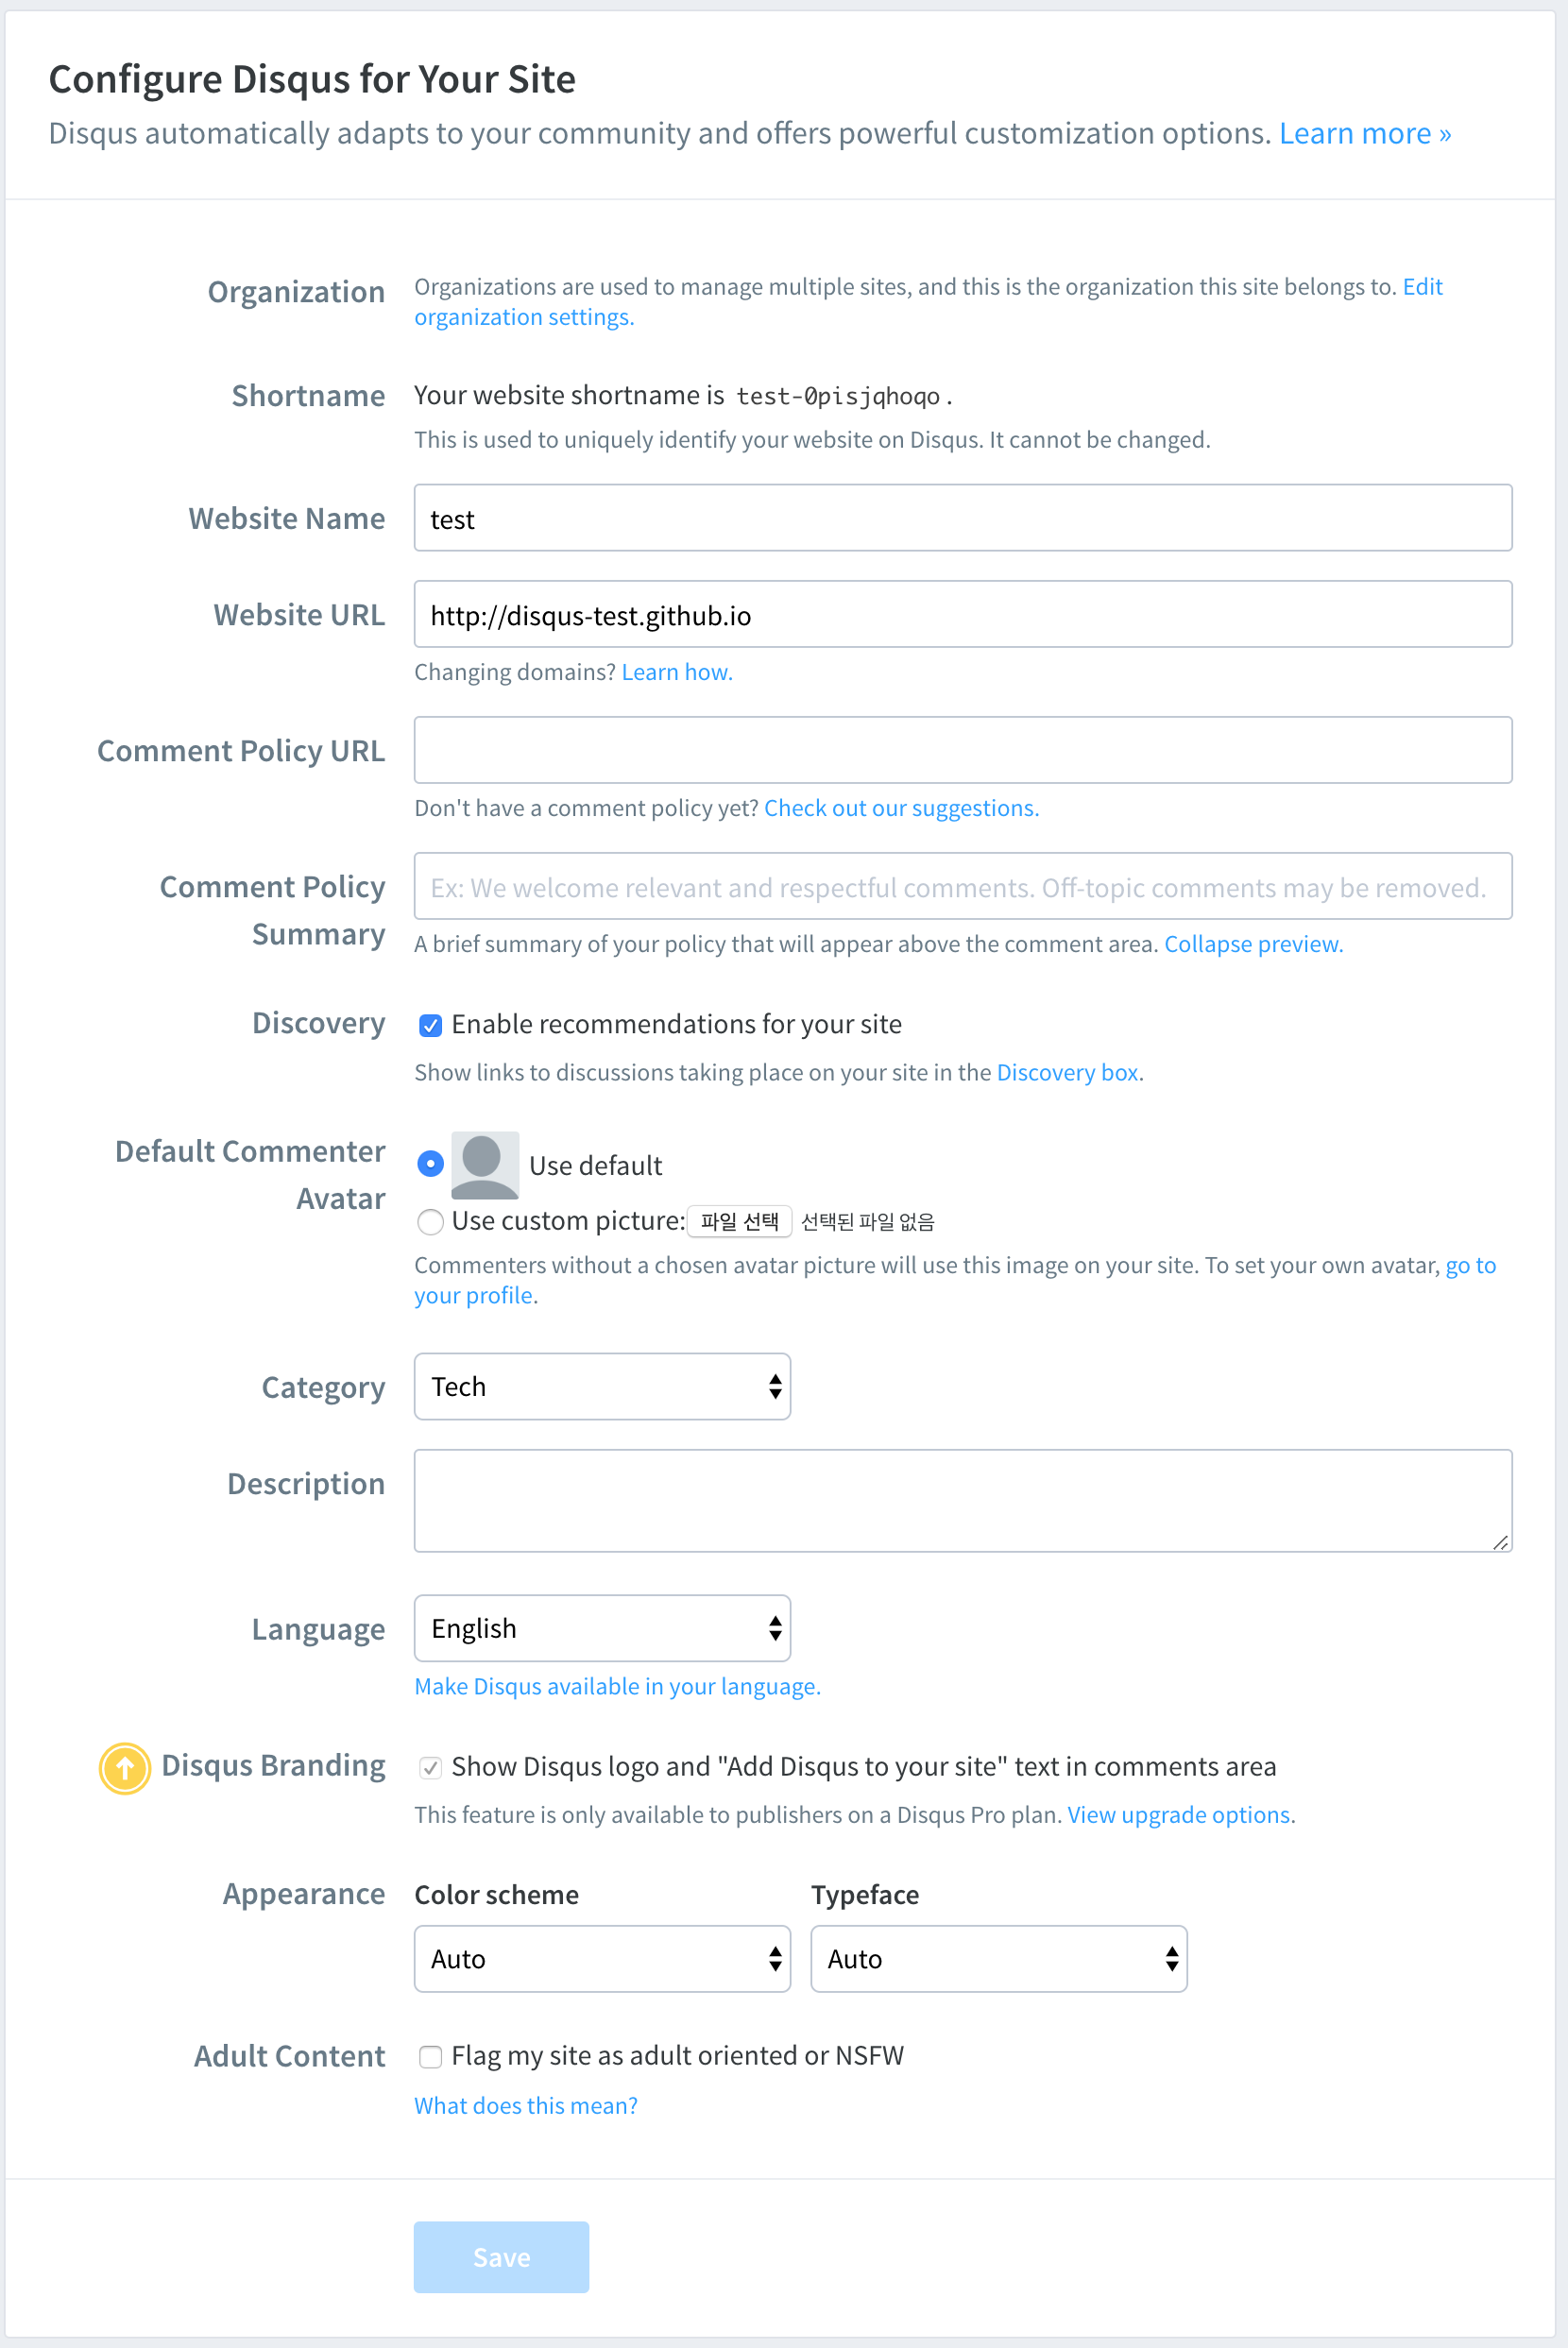 Configure Disqus for Your Site
Disqus automatically adapts to your community and offers powerful customization options. Learn more »
Organization
Organizations are used to manage multiple sites, and this is the organization this site belongs to. Edit
organization settings.
Shortname
Your website shortname is test-0pisjqhoqo.
This is used to uniquely identify your website on Disqus. It cannot be changed.
Website Name
test
Website URL
http://disqus-test.github.io
Changing domains? Learn how.
Comment Policy URL
Don't have a comment policy yet? Check out our suggestions.
Comment Policy
Summary
Ex: We welcome relevant and respectful comments. Off-topic comments may be removed.
A brief summary of your policy that will appear above the comment area. Collapse preview.
Discovery
Enable recommendations for your site
Show links to discussions taking place on your site in the Discovery box.
Default Commenter
Avatar
Use default
Use custom picture: 파일 선택 선택된 파일 없음
Commenters without a chosen avatar picture will use this image on your site. To set your own avatar, go to
your profile.
Category
Tech
Description
Language
English
Make Disqus available in your language.
Disqus Branding
Show Disqus logo and "Add Disqus to your site" text in comments area
This feature is only available to publishers on a Disqus Pro plan. View upgrade options.
Appearance
Color scheme
Typeface
Auto
Auto
Adult Content
Flag my site as adult oriented or NSFW
What does this mean?
Save